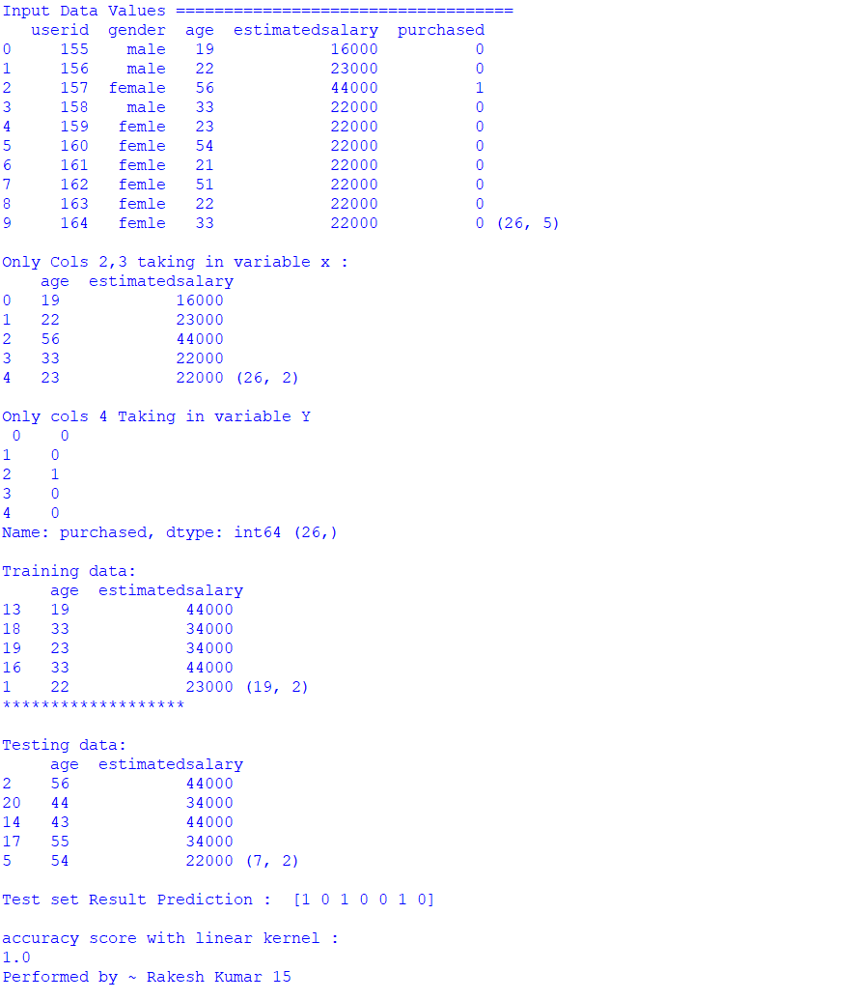 Input Data Values ===================================
userid gender age estimatedsalary purchased
0 155 male 19 16000 0
1 156 male 22 23000 0
2 157 female 56 44000 1
3 158 male 33 22000 0
4 159 femle 23 22000 0
5 160 femle 54 22000 0
6 161 femle 21 22000 0
7 162 femle 51 22000 0
8 163 femle 22 22000 0
9 164 femle 33 22000 0 (26, 5)
Only Cols 2,3 taking in variable x :
age estimatedsalary
0 19 16000
1 22 23000
2 56 44000
3 33 22000
4 23 22000 (26, 2)
Only cols 4 Taking in variable Y
0 0
1 0
2 1
3 0
4 0
Name: purchased, dtype: int64 (26,)
Training data:
age estimatedsalary
13 19 44000
18 33 34000
19 23 34000
16 33 44000
1 22 23000 (19, 2)
*******************
Testing data:
age estimatedsalary
2 56 44000
20 44 34000
14 43 44000
17 55 34000
5 54 22000 (7, 2)
Test set Result Prediction : [1 0 1 0 0 1 0]
accuracy score with linear kernel :
1.0
Performed by ~ Rakesh Kumar 15